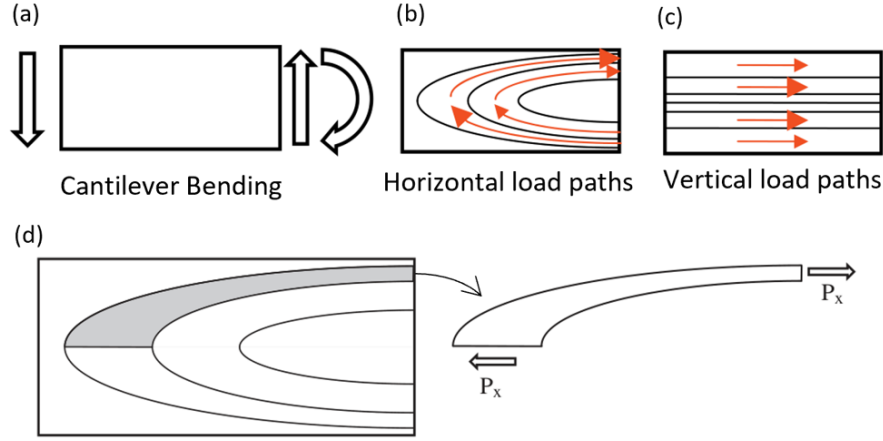 (a)
(b)
(c)
Cantilever Bending
Horizontal load paths
Vertical load paths
(d)
Pₓ
Pₓ